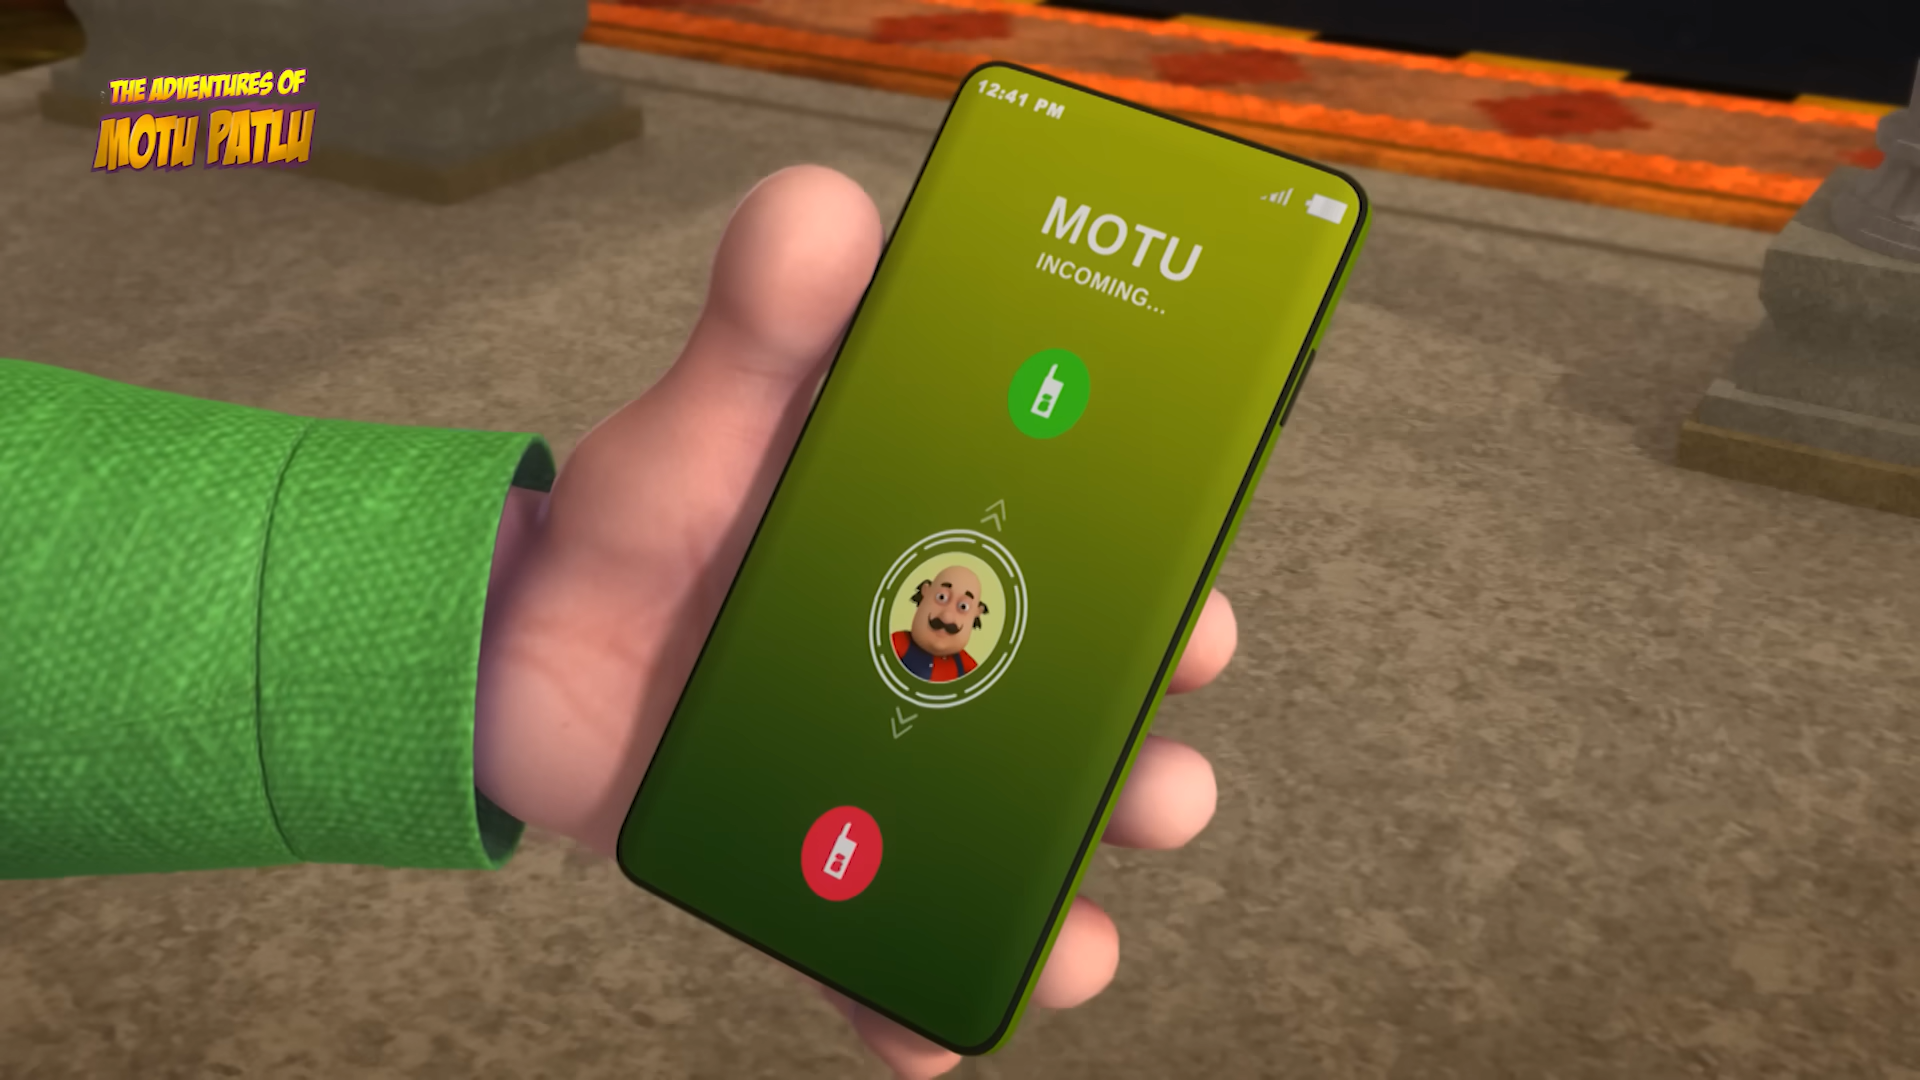 THE ADVENTURES OF
MOTU PATLU
12:41 PM
MOTU
INCOMING...